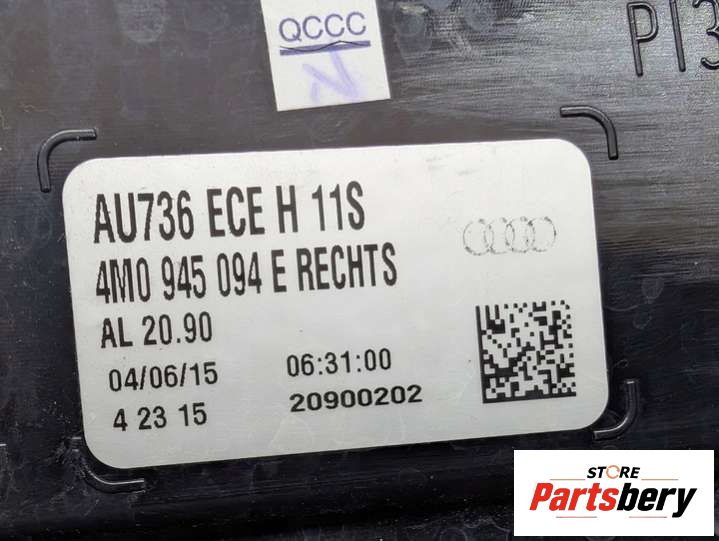 QCCC
PI3
AU736 ECE H 11S
4M0 945 094 E RECHTS
AL 20.90
04/06/15 06:31:00
4 23 15 20900202
STORE
Partsbery